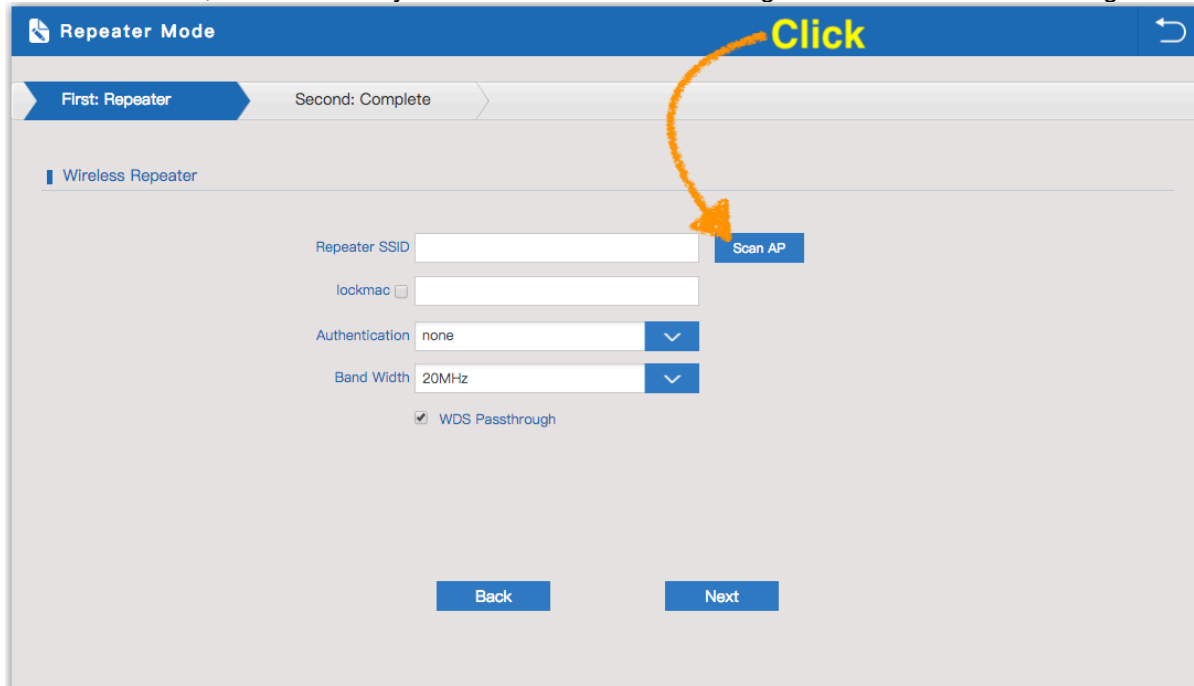 Repeater Mode
Click
First: Repeater
Second: Complete
Wireless Repeater
Repeater SSID
Scan AP
lockmac
Authentication none
Band Width 20MHz
WDS Passthrough
Back
Next